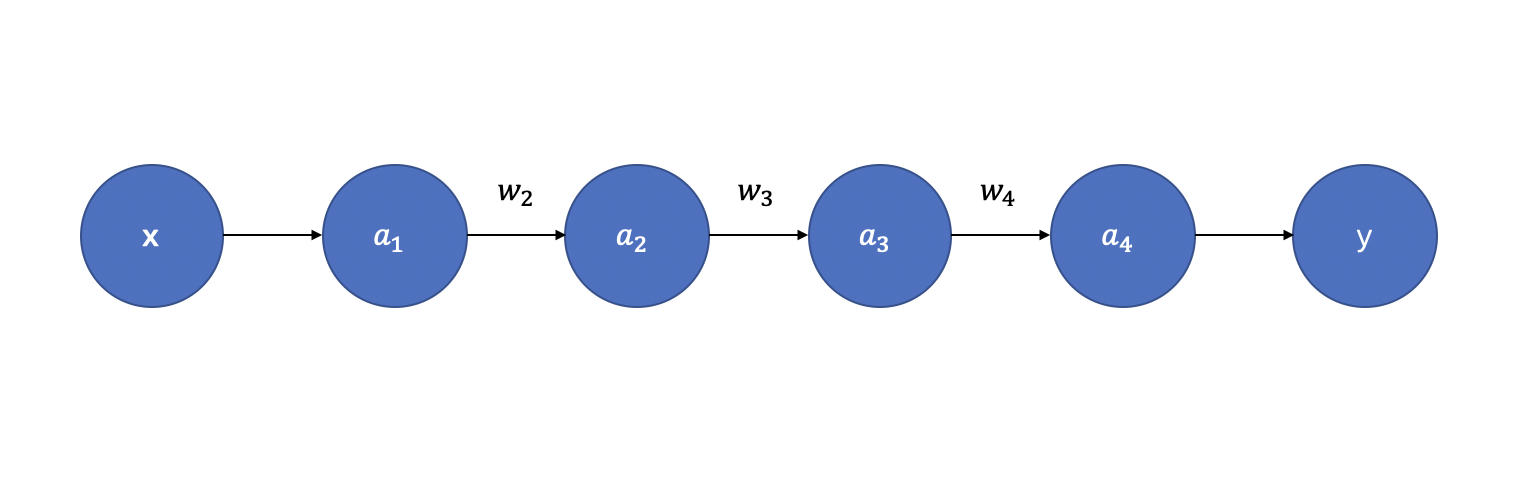 w₂ w₃ w₄
x a₁ a₂ a₃ a₄ y